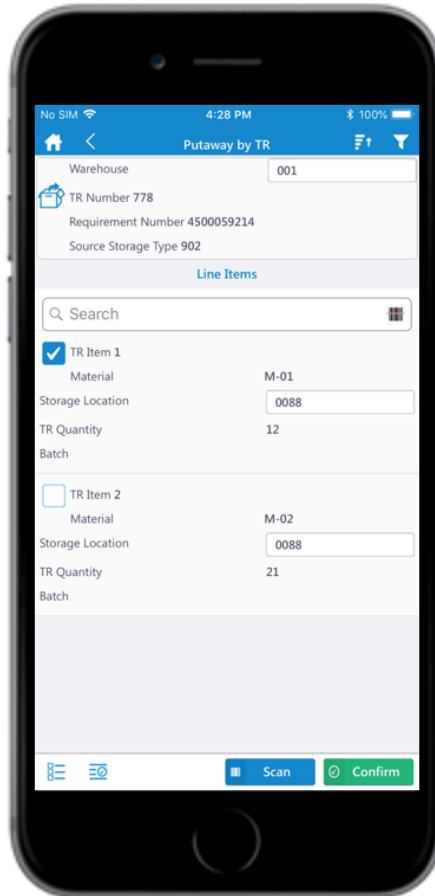 No SIM 4:28 PM 100%
Putaway by TR
Warehouse 001
TR Number 778
Requirement Number 4500059214
Source Storage Type 902
Line Items
Search
TR Item 1
Material M-01
Storage Location 0088
TR Quantity 12
Batch
TR Item 2
Material M-02
Storage Location 0088
TR Quantity 21
Batch
Scan Confirm